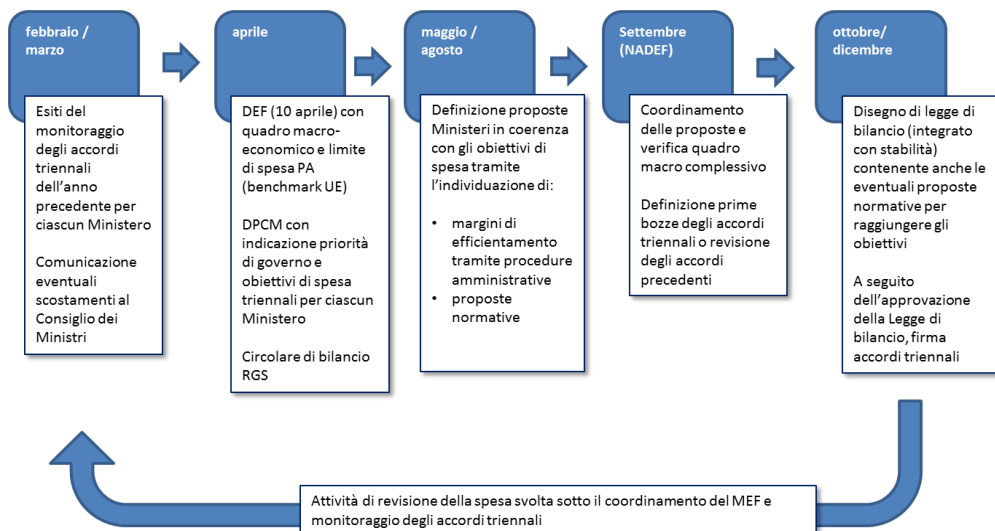 febbraio /
marzo
Esiti del
monitoraggio
degli accordi
triennali
dell'anno
precedente per
ciascun Ministero
Comunicazione
eventuali
scostamenti al
Consiglio dei
Ministri
aprile
DEF (10 aprile) con
quadro macro-
economico e limite
di spesa PA
(benchmark UE)
DPCM con
indicazione priorità
di governo e
obiettivi di spesa
triennali per ciascun
Ministero
Circolare di bilancio
RGS
maggio /
agosto
Definizione proposte
Ministeri in coerenza
con gli obiettivi di
spesa tramite
l'individuazione di:
• margini di
efficientamento
tramite procedure
amministrative
• proposte
normative
Settembre
(NADEF)
Coordinamento
delle proposte e
verifica quadro
macro complessivo
Definizione prime
bozze degli accordi
triennali o revisione
degli accordi
precedenti
ottobre/
dicembre
Disegno di legge di
bilancio (integrato
con stabilità)
contenente anche le
eventuali proposte
normative per
raggiungere gli
obiettivi
A seguito
dell'approvazione
della Legge di
bilancio, firma
accordi triennali
Attività di revisione della spesa svolta sotto il coordinamento del MEF e
monitoraggio degli accordi triennali